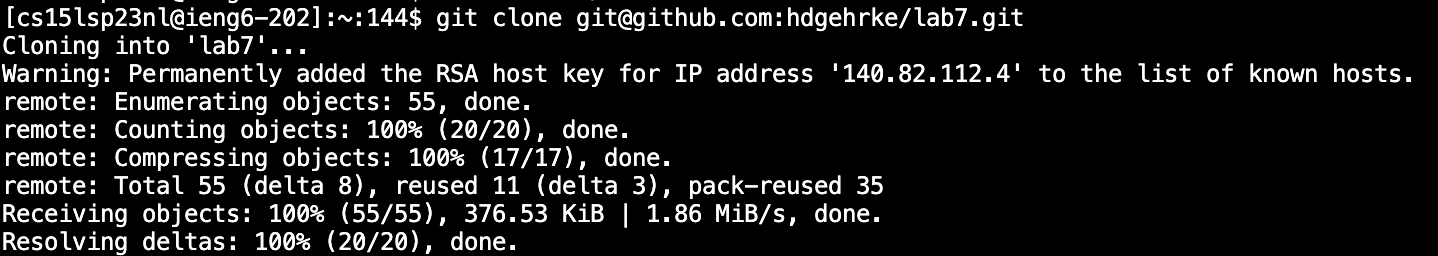 [cs15lsp23nl@ieng6-202]:~:144$ git clone git@github.com:hdgehrke/lab7.git
Cloning into 'lab7'...
Warning: Permanently added the RSA host key for IP address '140.82.112.4' to the list of known hosts.
remote: Enumerating objects: 55, done.
remote: Counting objects: 100% (20/20), done.
remote: Compressing objects: 100% (17/17), done.
remote: Total 55 (delta 8), reused 11 (delta 3), pack-reused 35
Receiving objects: 100% (55/55), 376.53 KiB | 1.86 MiB/s, done.
Resolving deltas: 100% (20/20), done.